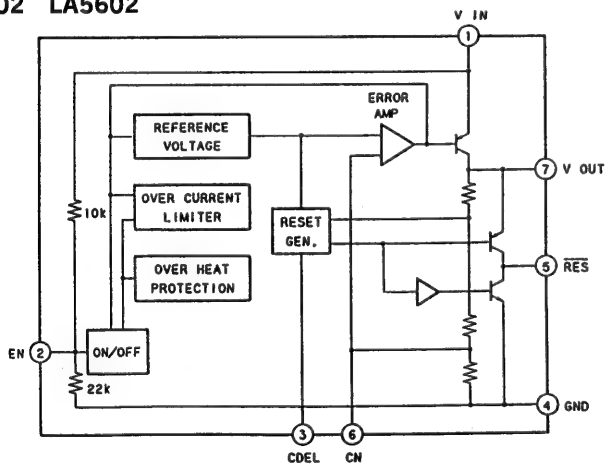 02 LA5602
V IN
1
ERROR
AMP
REFERENCE
VOLTAGE
7 V OUT
OVER CURRENT
LIMITER
10k
RESET
GEN.
5 RES
OVER HEAT
PROTECTION
EN 2
ON/OFF
22k
4 GND
3
6
CDEL
CN